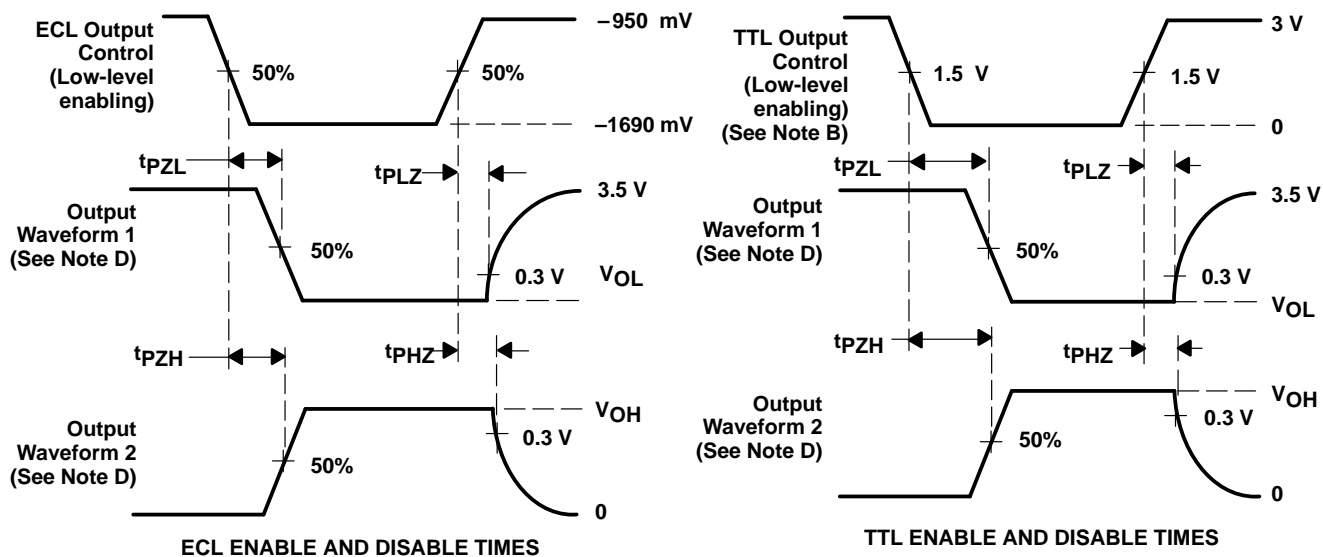 ECL Output
Control
(Low-level
enabling)
50%
50%
–950 mV
–1690 mV
tPZL
tPLZ
3.5 V
Output
Waveform 1
(See Note D)
50%
0.3 V
VOL
tPZH
tPHZ
VOH
Output
Waveform 2
(See Note D)
50%
0.3 V
0
ECL ENABLE AND DISABLE TIMES
TTL Output
Control
(Low-level
enabling)
(See Note B)
1.5 V
1.5 V
3 V
0
tPZL
tPLZ
3.5 V
Output
Waveform 1
(See Note D)
50%
0.3 V
VOL
tPZH
tPHZ
VOH
Output
Waveform 2
(See Note D)
50%
0.3 V
0
TTL ENABLE AND DISABLE TIMES